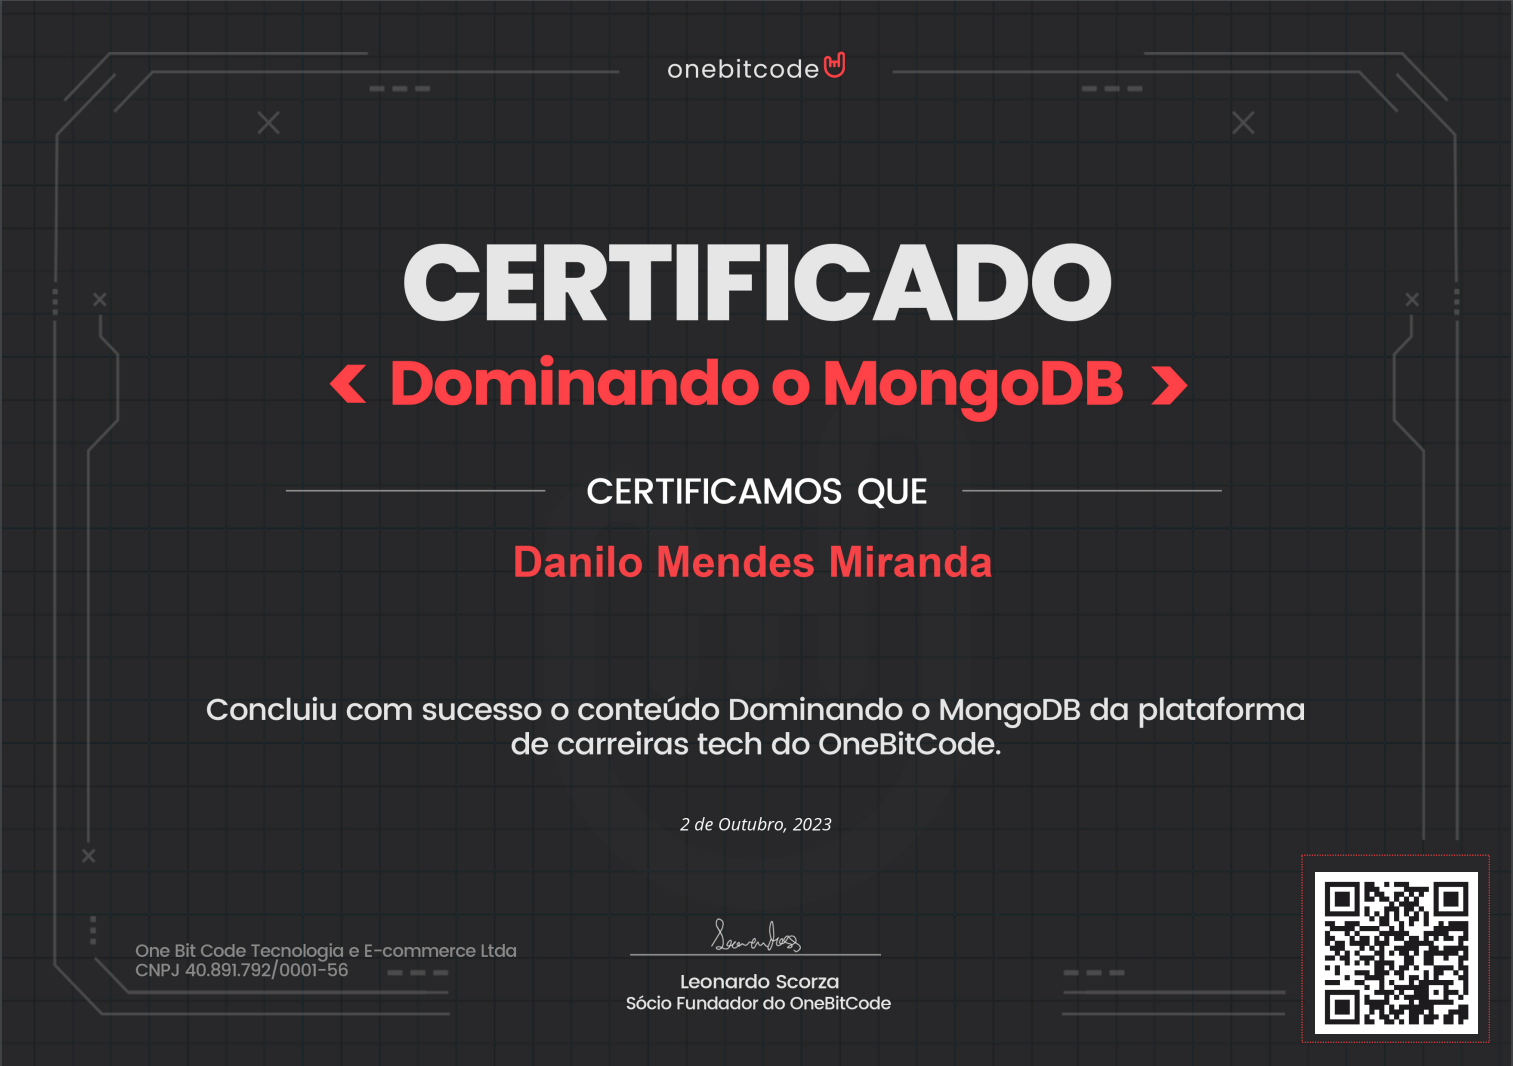 onebitcode
CERTIFICADO
Dominando o MongoDB
CERTIFICAMOS QUE
Danilo Mendes Miranda
Concluiu com sucesso o conteúdo Dominando o MongoDB da plataforma
de carreiras tech do OneBitCode.
2 de Outubro, 2023
One Bit Code Tecnologia e E-commerce Ltda
CNPJ 40.891.792/0001-56
Leonardo Scorza
Sócio Fundador do OneBitCode